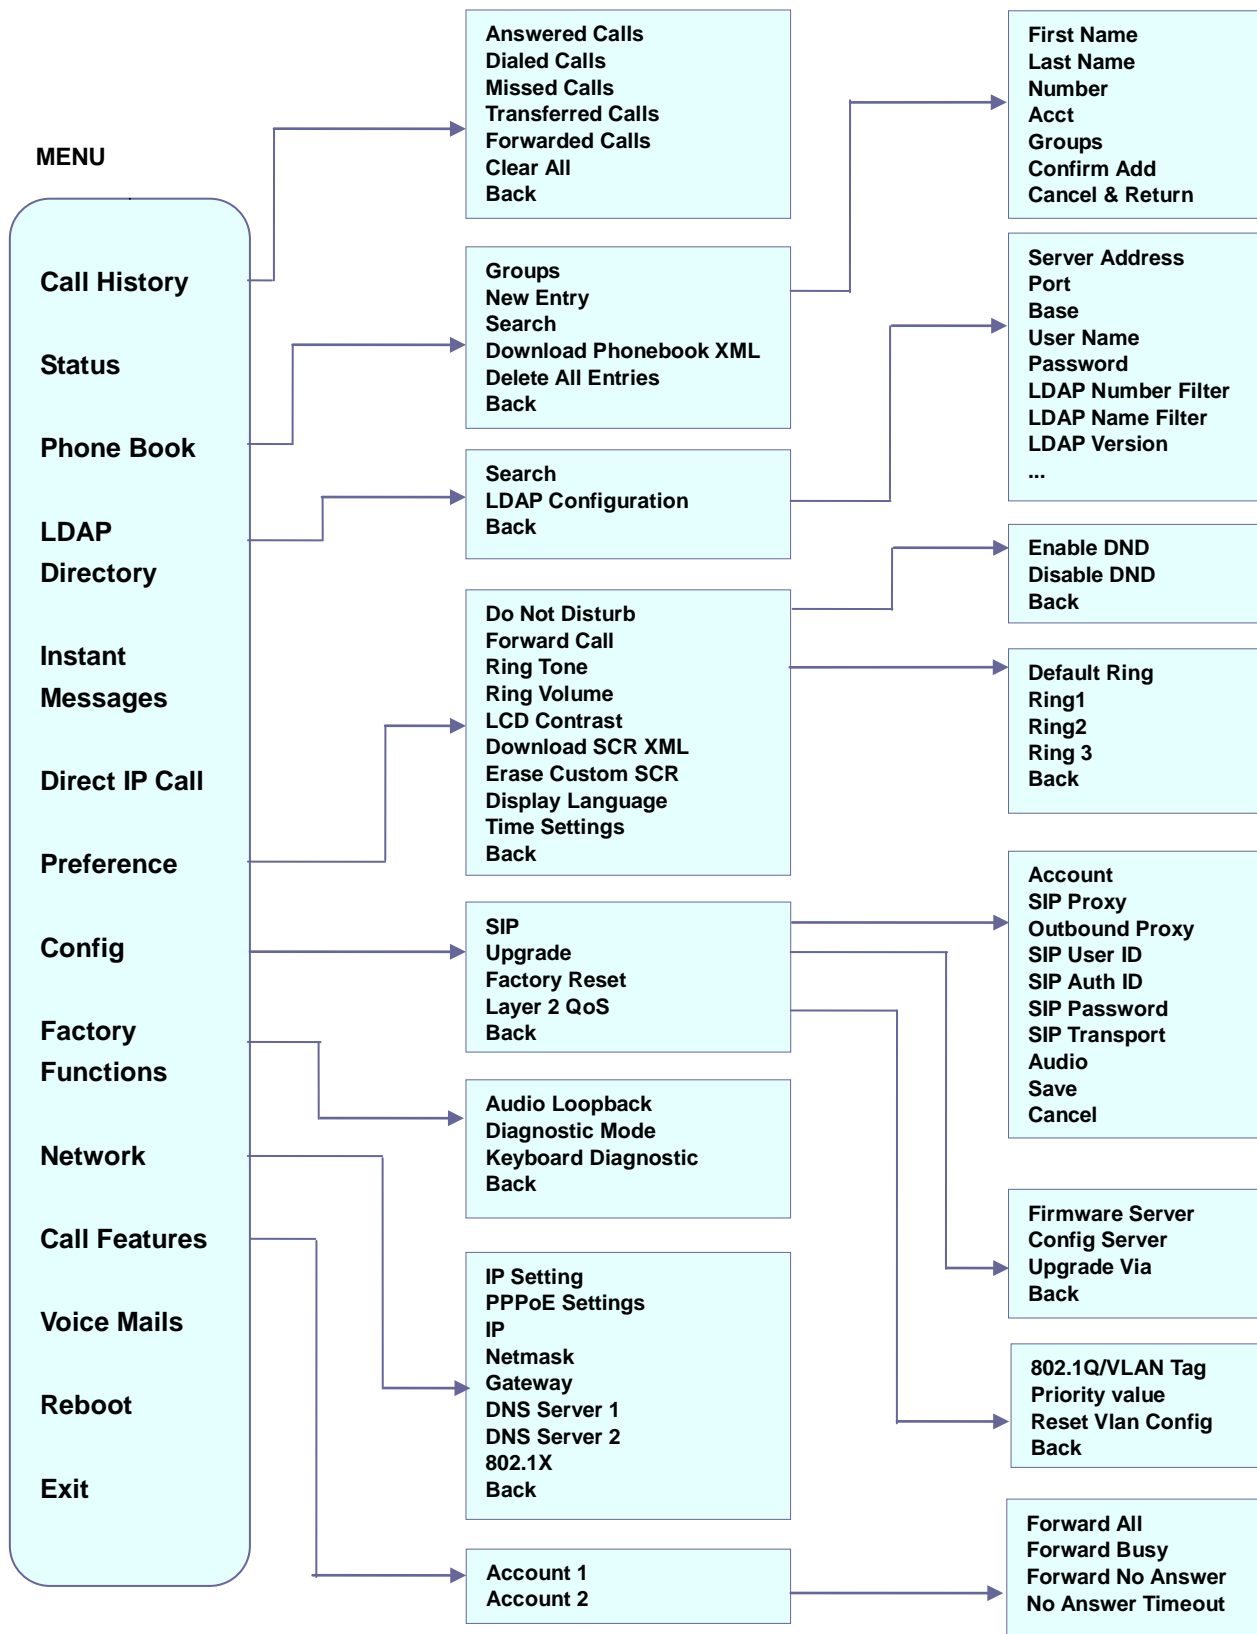 MENU
Call History
Status
Phone Book
LDAP
Directory
Instant
Messages
Direct IP Call
Preference
Config
Factory
Functions
Network
Call Features
Voice Mails
Reboot
Exit
Answered Calls
Dialed Calls
Missed Calls
Transferred Calls
Forwarded Calls
Clear All
Back
Groups
New Entry
Search
Download Phonebook XML
Delete All Entries
Back
Search
LDAP Configuration
Back
Do Not Disturb
Forward Call
Ring Tone
Ring Volume
LCD Contrast
Download SCR XML
Erase Custom SCR
Display Language
Time Settings
Back
SIP
Upgrade
Factory Reset
Layer 2 QoS
Back
Audio Loopback
Diagnostic Mode
Keyboard Diagnostic
Back
IP Setting
PPPoE Settings
IP
Netmask
Gateway
DNS Server 1
DNS Server 2
802.1X
Back
Account 1
Account 2
First Name
Last Name
Number
Acct
Groups
Confirm Add
Cancel & Return
Server Address
Port
Base
User Name
Password
LDAP Number Filter
LDAP Name Filter
LDAP Version
...
Enable DND
Disable DND
Back
Default Ring
Ring1
Ring2
Ring 3
Back
Account
SIP Proxy
Outbound Proxy
SIP User ID
SIP Auth ID
SIP Password
SIP Transport
Audio
Save
Cancel
Firmware Server
Config Server
Upgrade Via
Back
802.1Q/VLAN Tag
Priority value
Reset Vlan Config
Back
Forward All
Forward Busy
Forward No Answer
No Answer Timeout